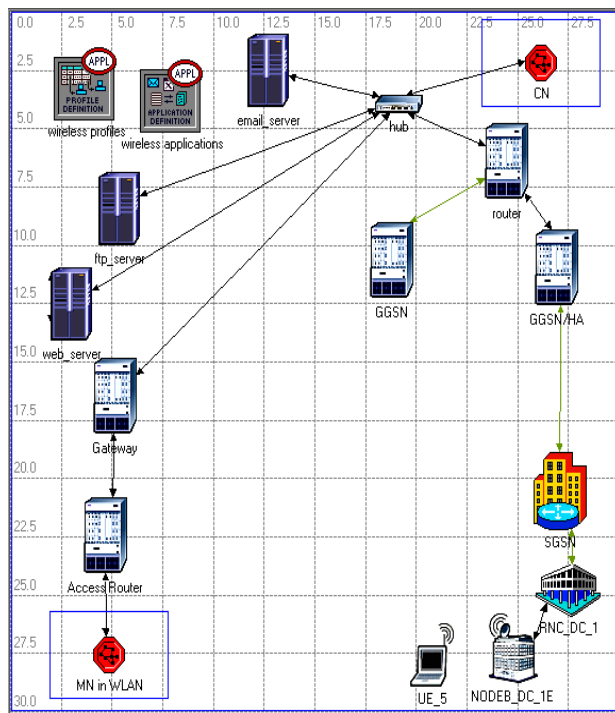 0.0 2.5 5.0 7.5 10.0 12.5 15.0 17.5 20.0 22.5 25.0 27.5
2.5
5.0
7.5
10.0
12.5
15.0
17.5
20.0
22.5
25.0
27.5
30.0
APPL
PROFILE
DEFINITION
wireless profiles
APPL
APPLICATION
DEFINITION
wireless applications
email_server
hub
CN
router
ftp_server
GGSN
GGSN/HA
web_server
Gateway
SGSN
Access Router
RNC_DC_1
MN in WLAN
UE_5
NODEB_DC_1E